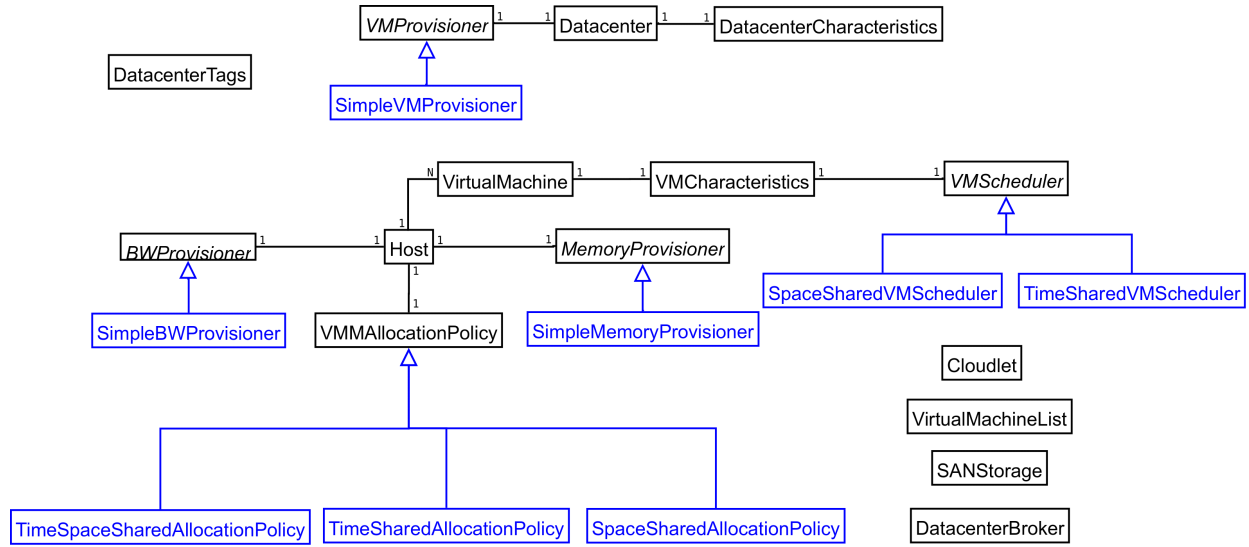 VMProvisioner 1 1 Datacenter 1 1 DatacenterCharacteristics
DatacenterTags
SimpleVMProvisioner
N VirtualMachine 1 1 VMCharacteristics 1 1 VMScheduler
1
BWProvisioner 1 1 Host 1 1 MemoryProvisioner
1
SpaceSharedVMScheduler TimeSharedVMScheduler
1
SimpleBWProvisioner VMMAllocationPolicy SimpleMemoryProvisioner
Cloudlet
VirtualMachineList
SANStorage
TimeSpaceSharedAllocationPolicy TimeSharedAllocationPolicy SpaceSharedAllocationPolicy DatacenterBroker